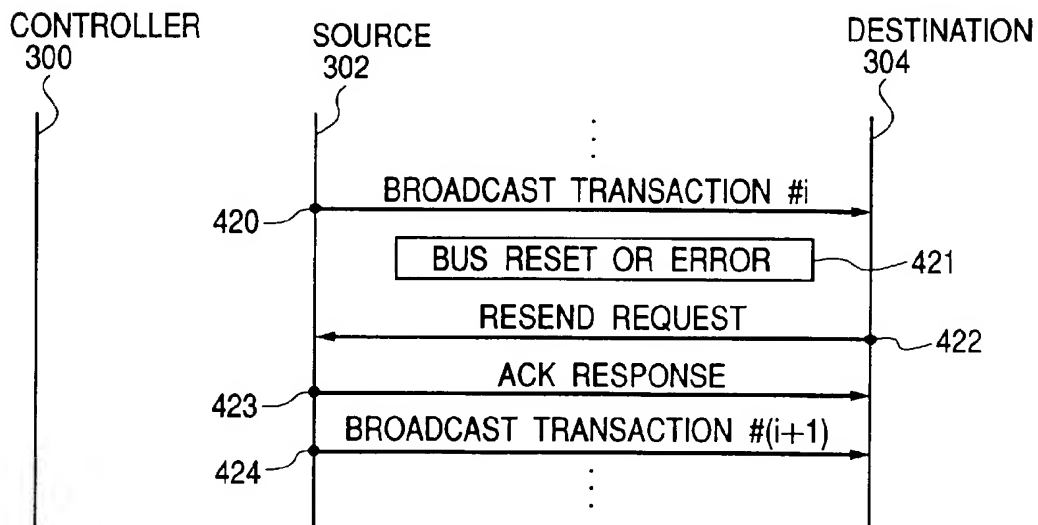 CONTROLLER
300
SOURCE
302
DESTINATION
304
BROADCAST TRANSACTION #i
420
BUS RESET OR ERROR
421
RESEND REQUEST
422
ACK RESPONSE
423
BROADCAST TRANSACTION #(i+1)
424